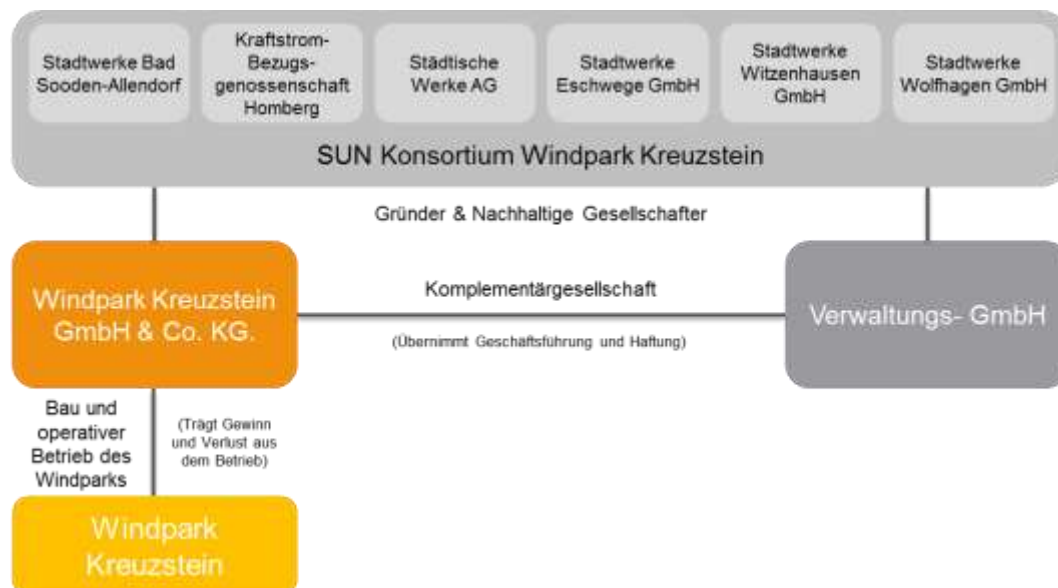 Stadtwerke Bad
Sooden-Allendorf
Kraftstrom-
Bezugs-
genossenschaft
Homberg
Städtische
Werke AG
Stadtwerke
Eschwege GmbH
Stadtwerke
Witzenhausen
GmbH
Stadtwerke
Wolfhagen GmbH
SUN Konsortium Windpark Kreuzstein
Gründer & Nachhaltige Gesellschafter
Windpark Kreuzstein
GmbH & Co. KG.
Komplementärgesellschaft
(Übernimmt Geschäftsführung und Haftung)
Verwaltungs- GmbH
Bau und
operativer
Betrieb des
Windparks
(Trägt Gewinn
und Verlust aus
dem Betrieb)
Windpark
Kreuzstein